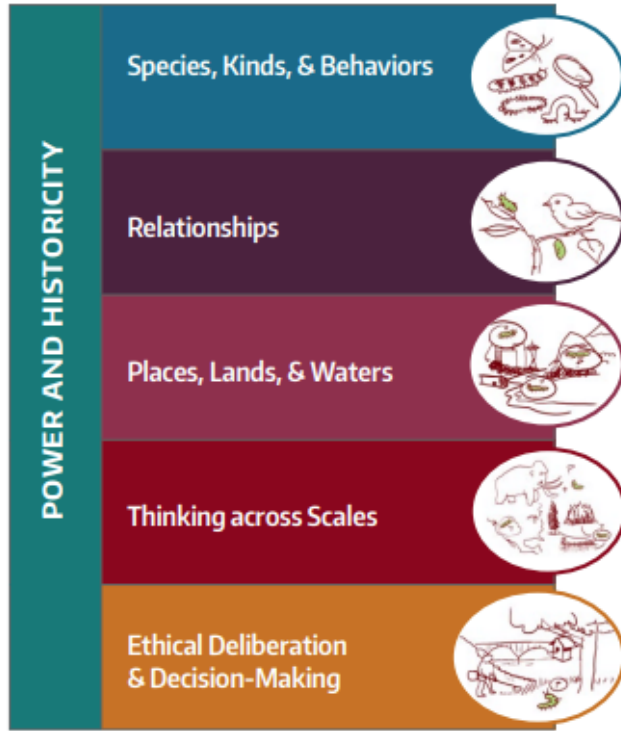 POWER AND HISTORICITY
Species, Kinds, & Behaviors
Relationships
Places, Lands, & Waters
Thinking across Scales
Ethical Deliberation
& Decision-Making